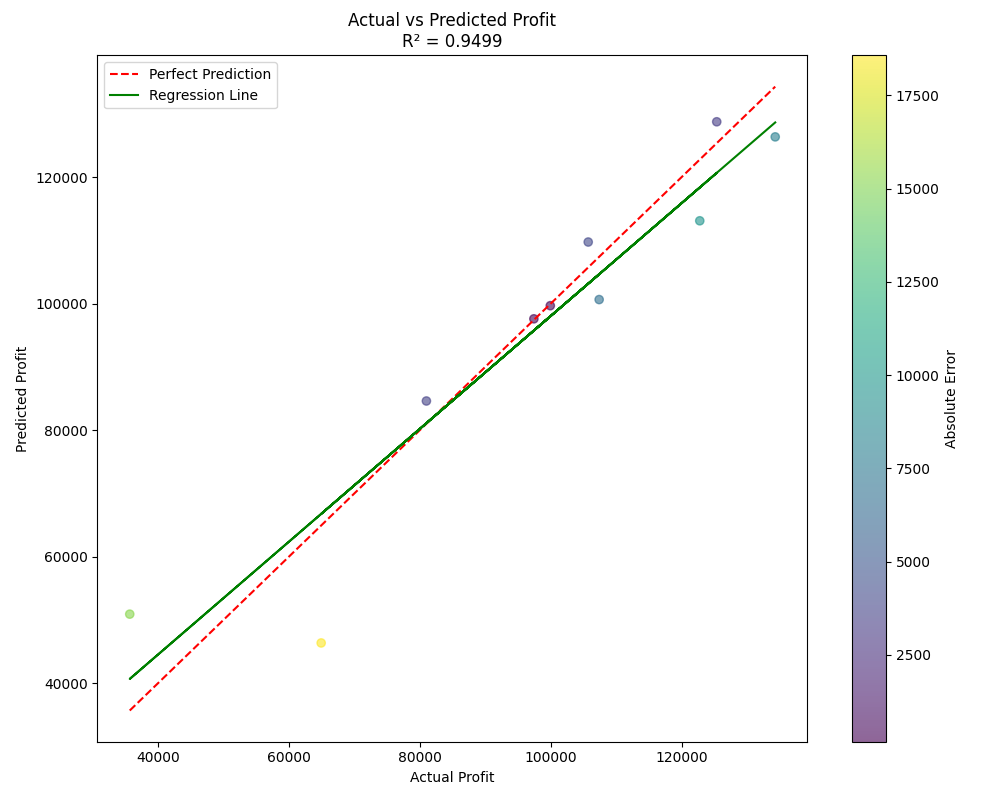 Actual vs Predicted Profit
R² = 0.9499
Perfect Prediction
Regression Line
Predicted Profit
120000
100000
80000
60000
40000
40000 60000 80000 100000 120000
Actual Profit
17500
15000
12500
10000
7500
5000
2500
Absolute Error